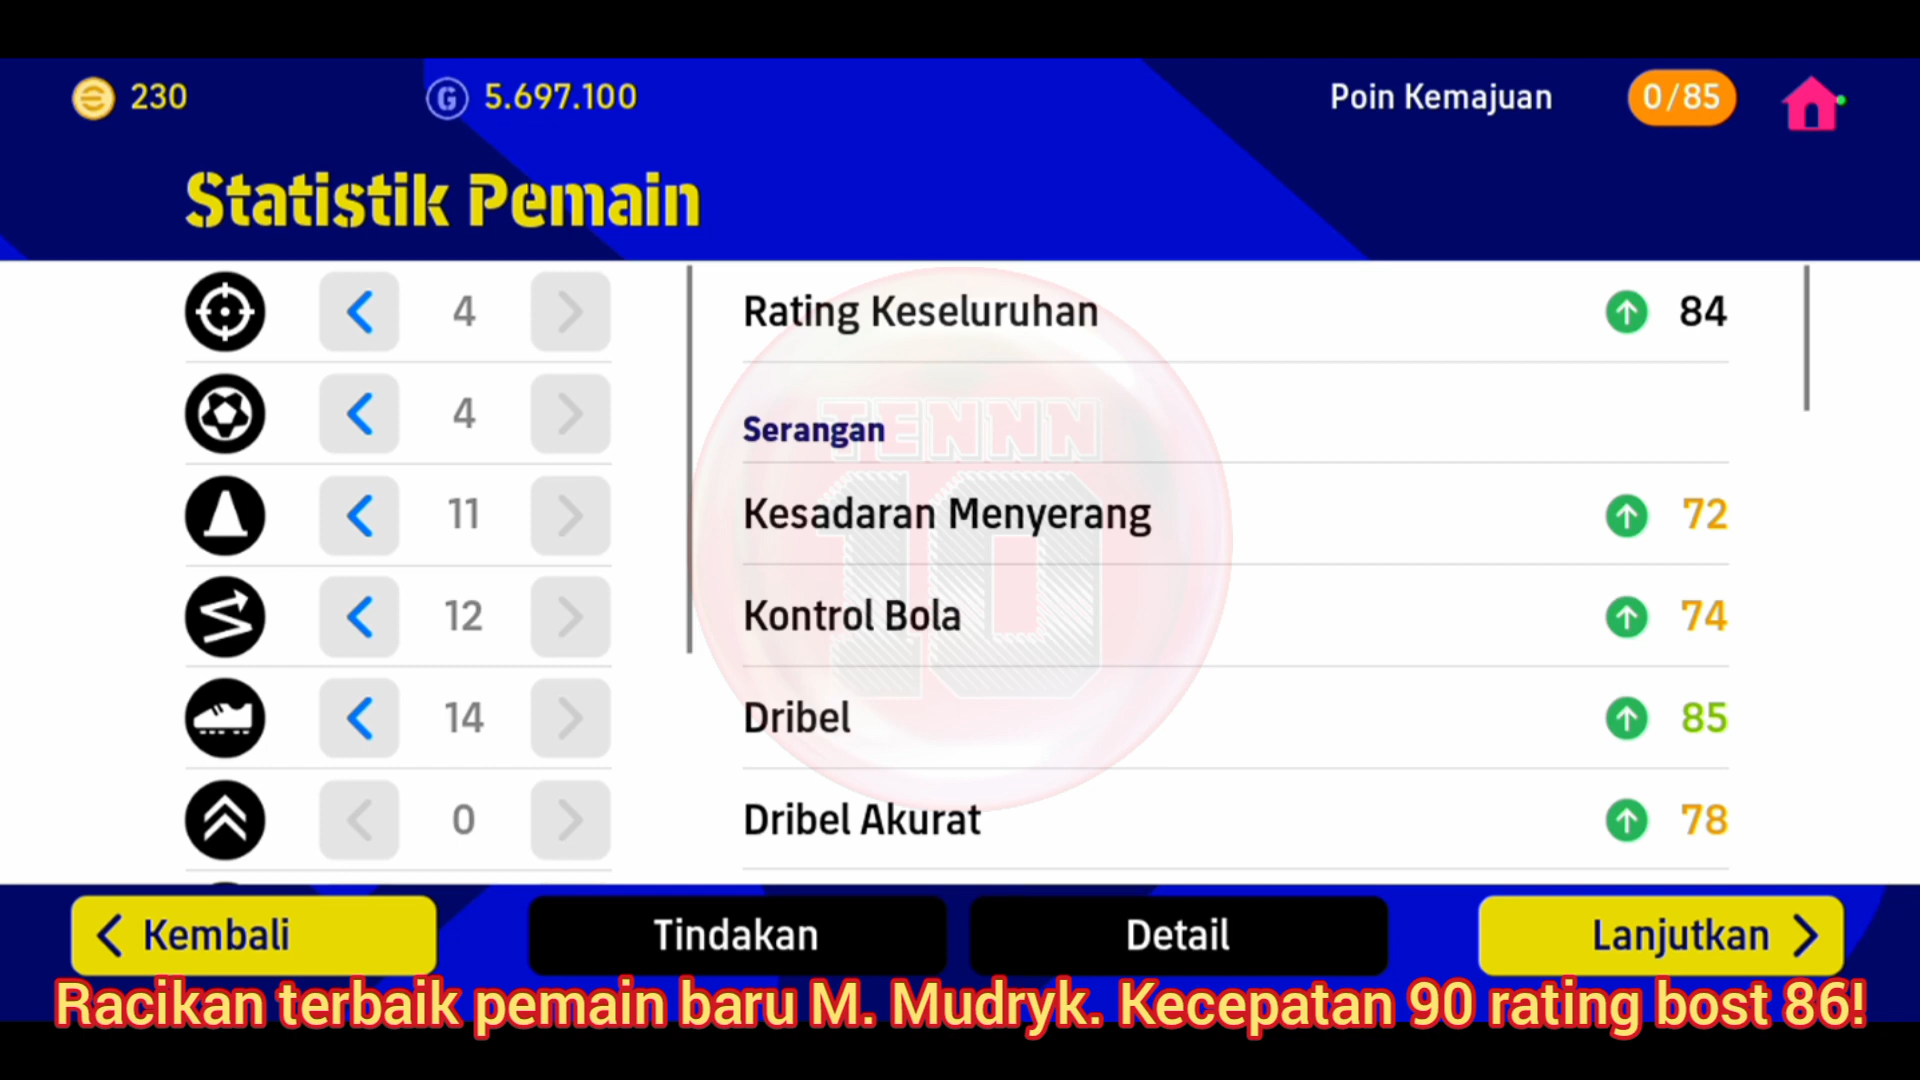 230
5.697.100
Poin Kemajuan
0/85
Statistik Pemain
4
Rating Keseluruhan
84
4
Serangan
11
Kesadaran Menyerang
72
12
Kontrol Bola
74
14
Dribel
85
0
Dribel Akurat
78
TENNN
10
Kembali
Tindakan
Detail
Lanjutkan
Racikan terbaik pemain baru M. Mudryk. Kecepatan 90 rating bost 86!